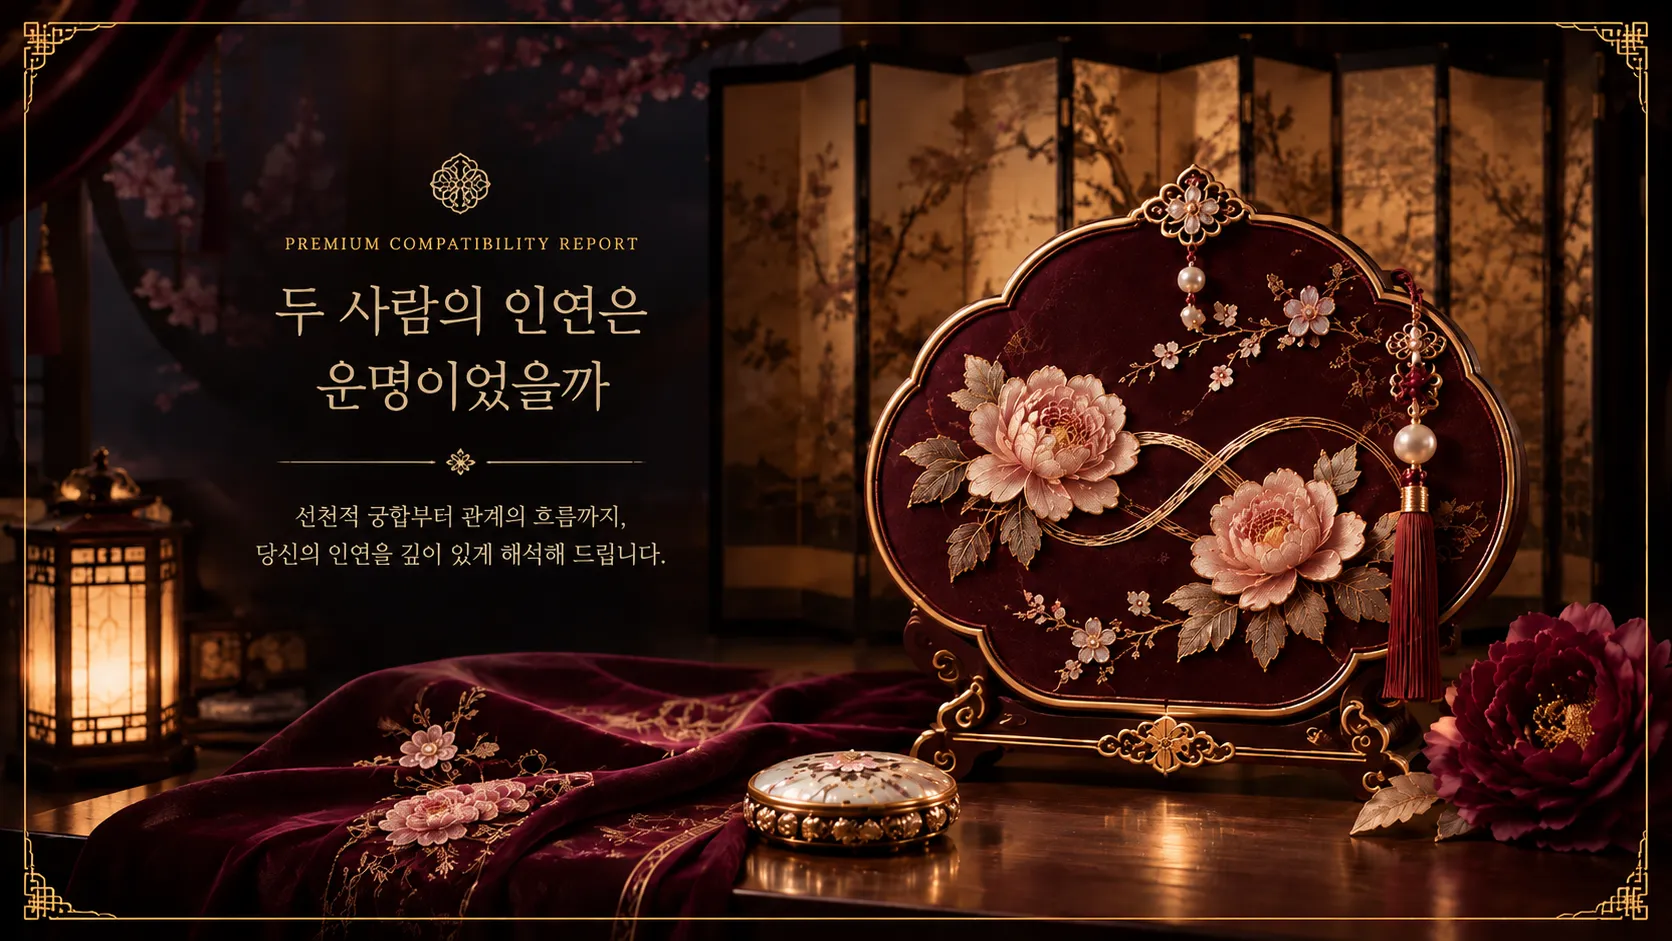 PREMIUM COMPATIBILITY REPORT
두 사람의 인연은
운명이었을까
선천적 궁합부터 관계의 흐름까지,
당신의 인연을 깊이 있게 해석해 드립니다.